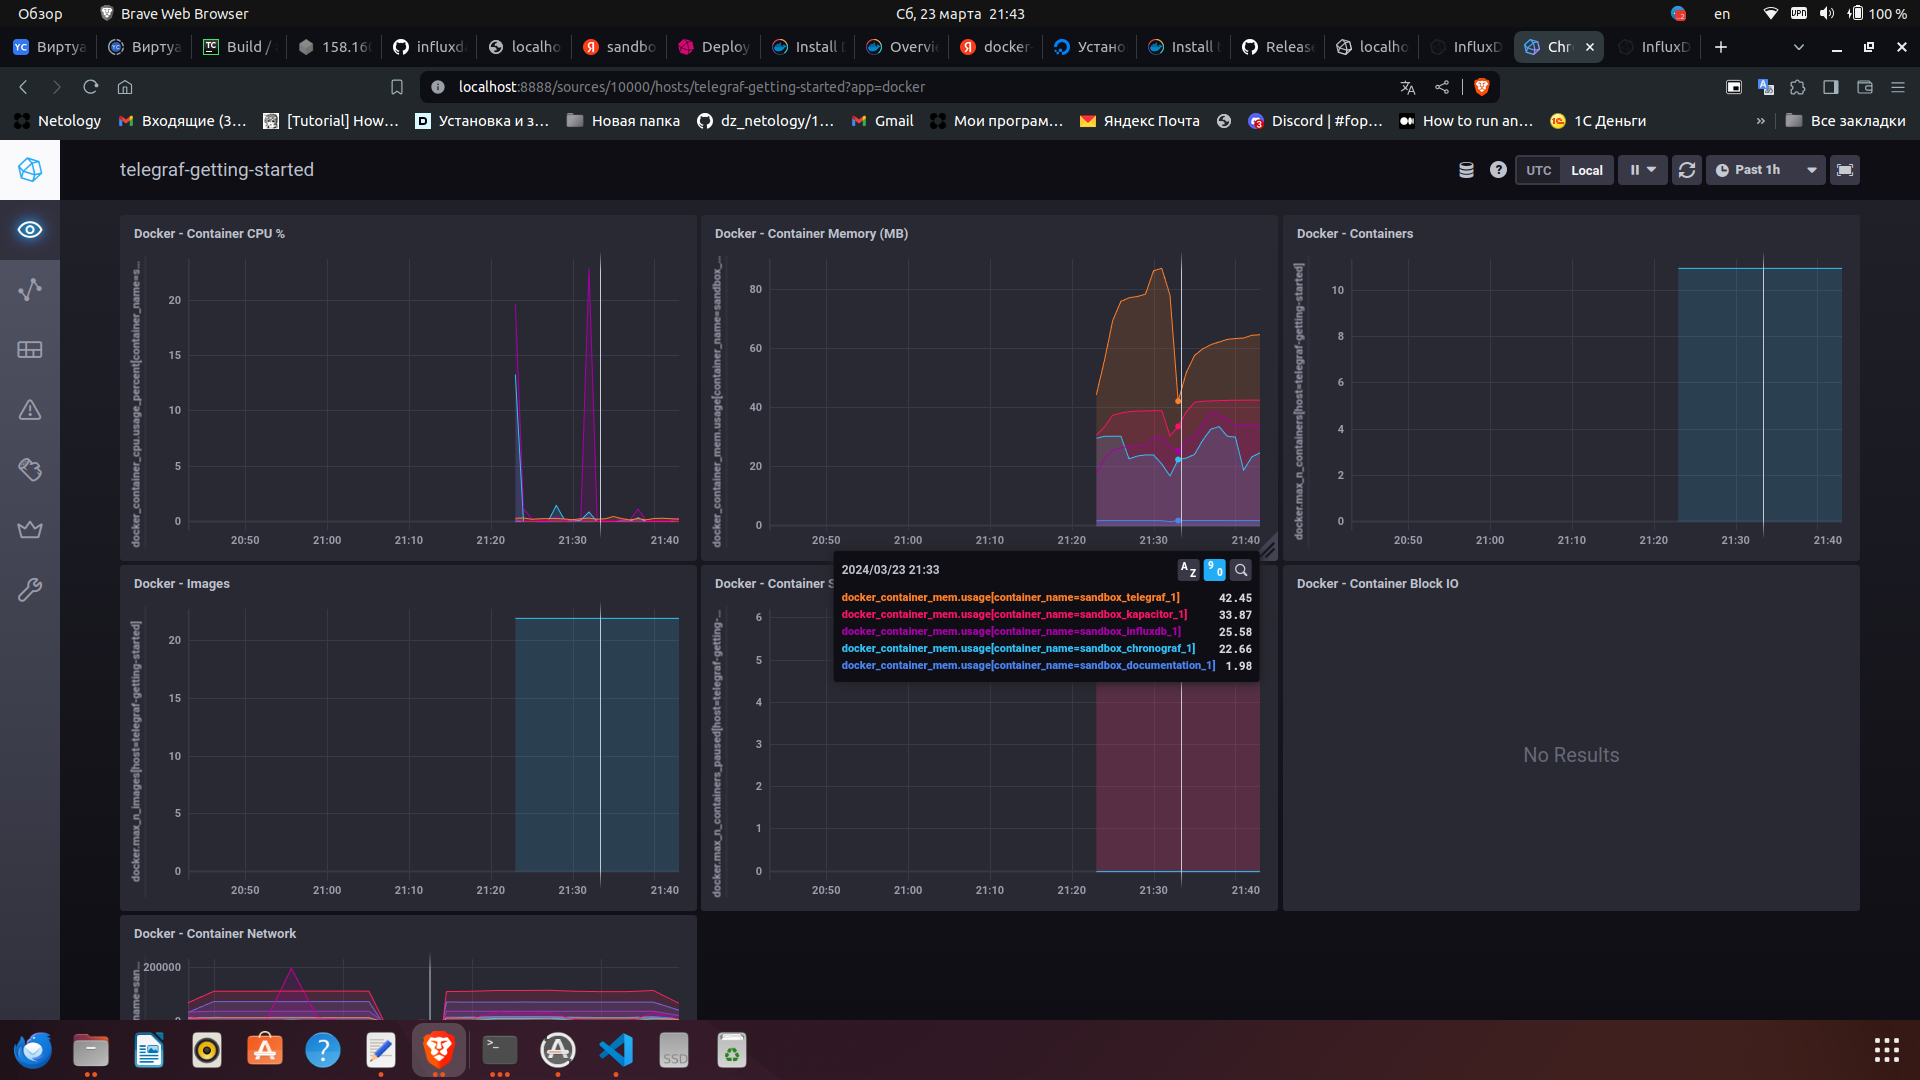 Обзор
Brave Web Browser
Сб, 23 марта 21:43
en
VPN
100 %
Виртуа
Виртуа
Build /
158.160
influxd
localho
sandbo
Deploy
Install D
Overvi
docker-
Устано
Install t
Release
localho
InfluxD
Chr
InfluxD
localhost:8888/sources/10000/hosts/telegraf-getting-started?app=docker
Netology
Входящие (3…
[Tutorial] How…
Установка и з…
Новая папка
dz_netology/1…
Gmail
Мои програм…
Яндекс Почта
Discord | #fop…
How to run an…
1С Деньги
»
Все закладки
telegraf-getting-started
UTC
Local
Past 1h
Docker - Container CPU %
docker_container_cpu.usage_percent[container_name=s…
20
15
10
5
0
20:50 21:00 21:10 21:20 21:30 21:40
Docker - Container Memory (MB)
docker_container_mem.usage[container_name=sandbox_…
80
60
40
20
0
20:50 21:00 21:10 21:20 21:30 21:40
Docker - Containers
docker.max_n_containers[host=telegraf-getting-started]
10
8
6
4
2
0
20:50 21:00 21:10 21:20 21:30 21:40
Docker - Images
docker.max_n_images[host=telegraf-getting-started]
20
15
10
5
0
20:50 21:00 21:10 21:20 21:30 21:40
Docker - Container S
docker.max_n_containers_paused[host=telegraf-getting-…
6
5
4
3
2
1
0
20:50 21:00 21:10 21:20 21:30 21:40
2024/03/23 21:33
A Z
9 0
docker_container_mem.usage[container_name=sandbox_telegraf_1] 42.45
docker_container_mem.usage[container_name=sandbox_kapacitor_1] 33.87
docker_container_mem.usage[container_name=sandbox_influxdb_1] 25.58
docker_container_mem.usage[container_name=sandbox_chronograf_1] 22.66
docker_container_mem.usage[container_name=sandbox_documentation_1] 1.98
Docker - Container Block IO
No Results
Docker - Container Network
name=san…
200000
SSD